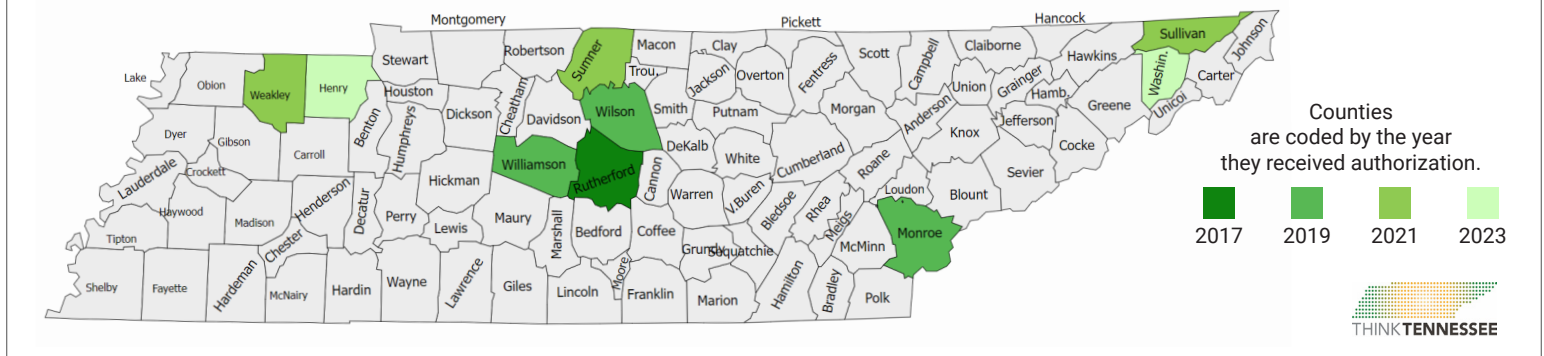 Montgomery
Pickett
Hancock
Stewart
Robertson
Sumner
Macon
Clay
Scott
Campbell
Claiborne
Hawkins
Sullivan
Johnson
Lake
Obion
Weakley
Henry
Houston
Cheatham
Trou.
Jackson
Overton
Fentress
Union
Grainger
Hamb.
Washin.
Carter
Dickson
Davidson
Wilson
Smith
Putnam
Morgan
Anderson
Knox
Jefferson
Greene
Unicoi
Dyer
Gibson
Carroll
Benton
Humphreys
Williamson
Rutherford
Cannon
DeKalb
White
Cumberland
Roane
Loudon
Blount
Sevier
Cocke
Lauderdale
Crockett
Haywood
Madison
Henderson
Decatur
Perry
Hickman
Lewis
Maury
Marshall
Bedford
Coffee
Warren
V.Buren
Bledsoe
Rhea
Meigs
McMinn
Monroe
Tipton
Chester
Grundy
Sequatchie
Shelby
Fayette
Hardeman
McNairy
Hardin
Wayne
Lawrence
Giles
Lincoln
Moore
Franklin
Marion
Hamilton
Bradley
Polk
Counties
are coded by the year
they received authorization.
2017 2019 2021 2023
THINKTENNESSEE